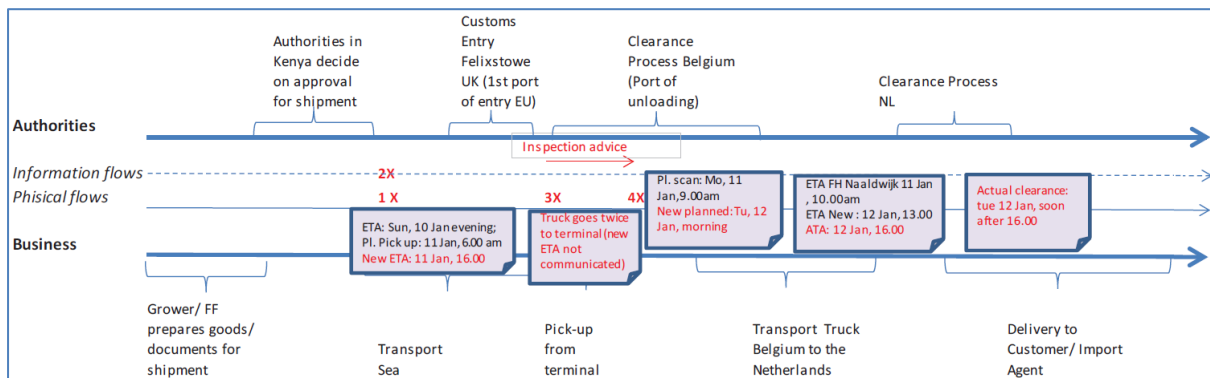 Authorities in
Kenya decide
on approval
for shipment
Customs
Entry
Felixstowe
UK (1st port
of entry EU)
Clearance
Process Belgium
(Port of
unloading)
Clearance Process
NL
Authorities
Inspection advice
Information flows
2X
Phisical flows
1 X
3X
4X
Business
ETA: Sun, 10 Jan evening;
Pl. Pick up: 11 Jan, 6.00 am
New ETA: 11 Jan, 16.00
Truck goes twice
to terminal (new
ETA not
communicated)
Pl. scan: Mo, 11
Jan, 9.00am
New planned: Tu, 12
Jan, morning
ETA FH Naaldwijk 11 Jan
, 10.00am
ETA New : 12 Jan, 13.00
ATA: 12 Jan, 16.00
Actual clearance:
tue 12 Jan, soon
after 16.00
Grower/ FF
prepares goods/
documents for
shipment
Transport
Sea
Pick-up
from
terminal
Transport Truck
Belgium to the
Netherlands
Delivery to
Customer/ Import
Agent